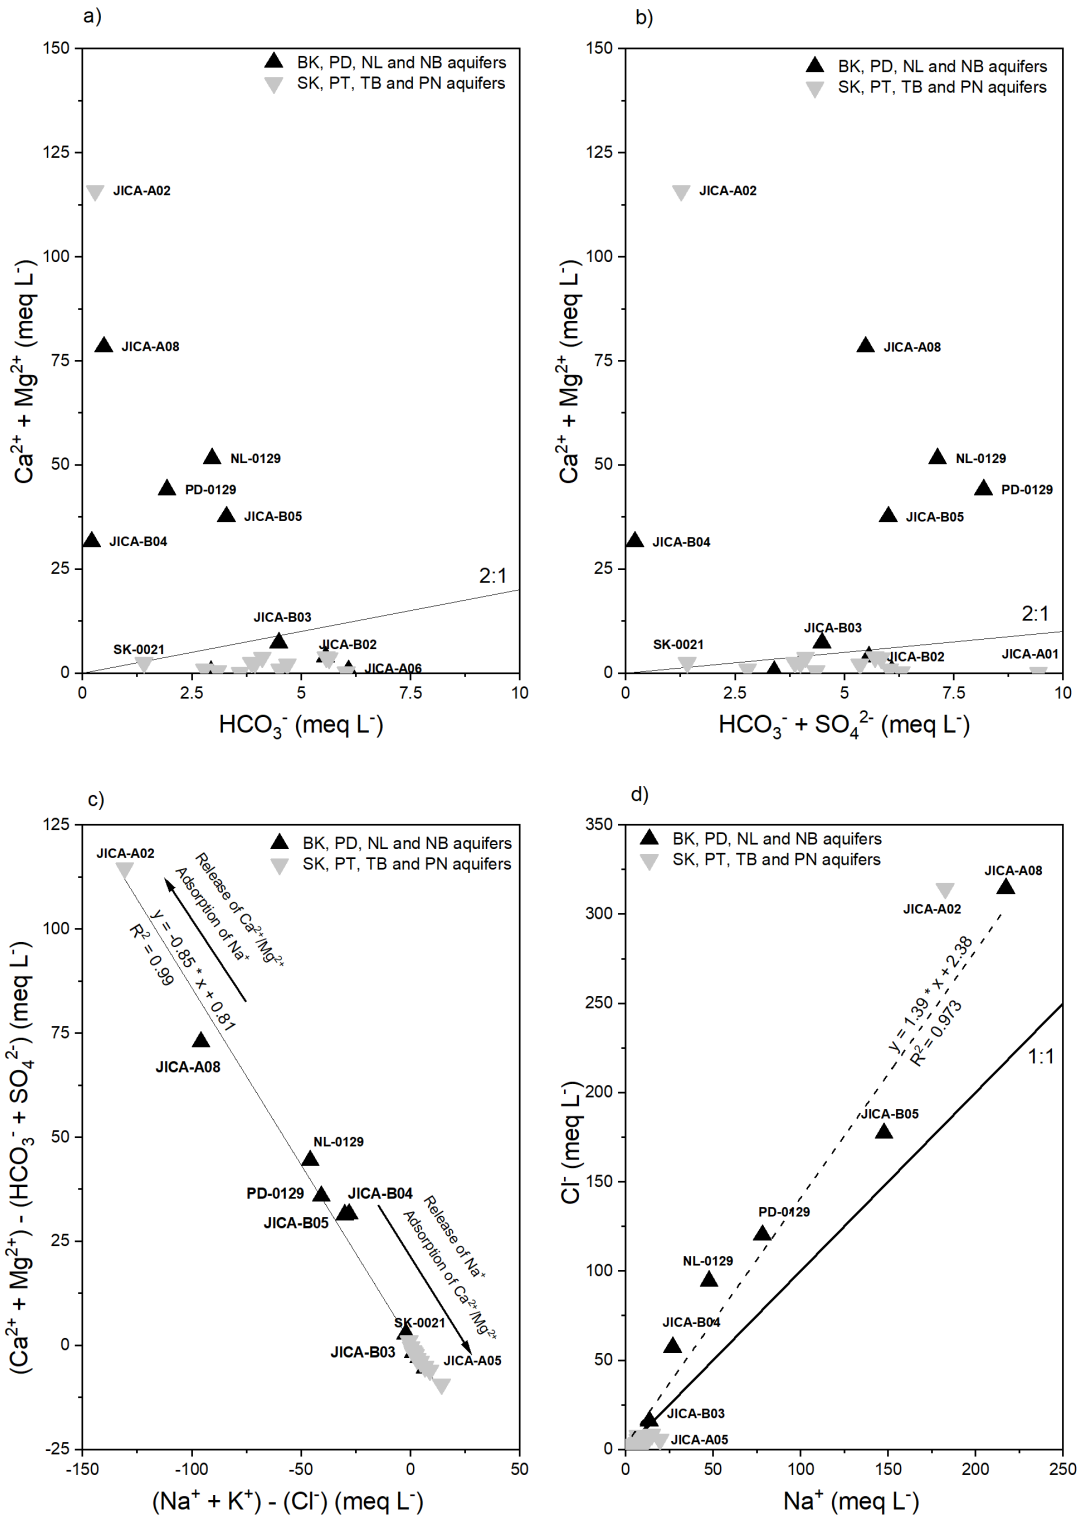 a)
150
125
100
75
50
25
0
0
2.5
5
7.5
10
Ca2+ + Mg2+ (meq L-)
HCO3- (meq L-)
BK, PD, NL and NB aquifers
SK, PT, TB and PN aquifers
JICA-A02
JICA-A08
NL-0129
PD-0129
JICA-B05
JICA-B04
2:1
JICA-B03
SK-0021
JICA-B02
JICA-A06
b)
150
125
100
75
50
25
0
0
2.5
5
7.5
10
Ca2+ + Mg2+ (meq L-)
HCO3- + SO42- (meq L-)
BK, PD, NL and NB aquifers
SK, PT, TB and PN aquifers
JICA-A02
JICA-A08
NL-0129
PD-0129
JICA-B05
JICA-B04
2:1
JICA-B03
SK-0021
JICA-B02
JICA-A01
c)
125
100
75
50
25
0
-25
-150
-100
-50
0
50
(Ca2+ + Mg2+) - (HCO3- + SO42-) (meq L-)
(Na+ + K+) - (Cl-) (meq L-)
BK, PD, NL and NB aquifers
SK, PT, TB and PN aquifers
JICA-A02
Release of Ca2+/Mg2+
Adsorption of Na+
y = -0.85 * x + 0.81
R2 = 0.99
JICA-A08
NL-0129
PD-0129
JICA-B04
JICA-B05
Release of Na+
Adsorption of Ca2+/Mg2+
SK-0021
JICA-B03
JICA-A05
d)
350
300
250
200
150
100
50
0
0
50
100
150
200
250
Cl- (meq L-)
Na+ (meq L-)
BK, PD, NL and NB aquifers
SK, PT, TB and PN aquifers
JICA-A08
JICA-A02
y = 1.39 * x + 2.38
R2 = 0.973
1:1
JICA-B05
PD-0129
NL-0129
JICA-B04
JICA-B03
JICA-A05